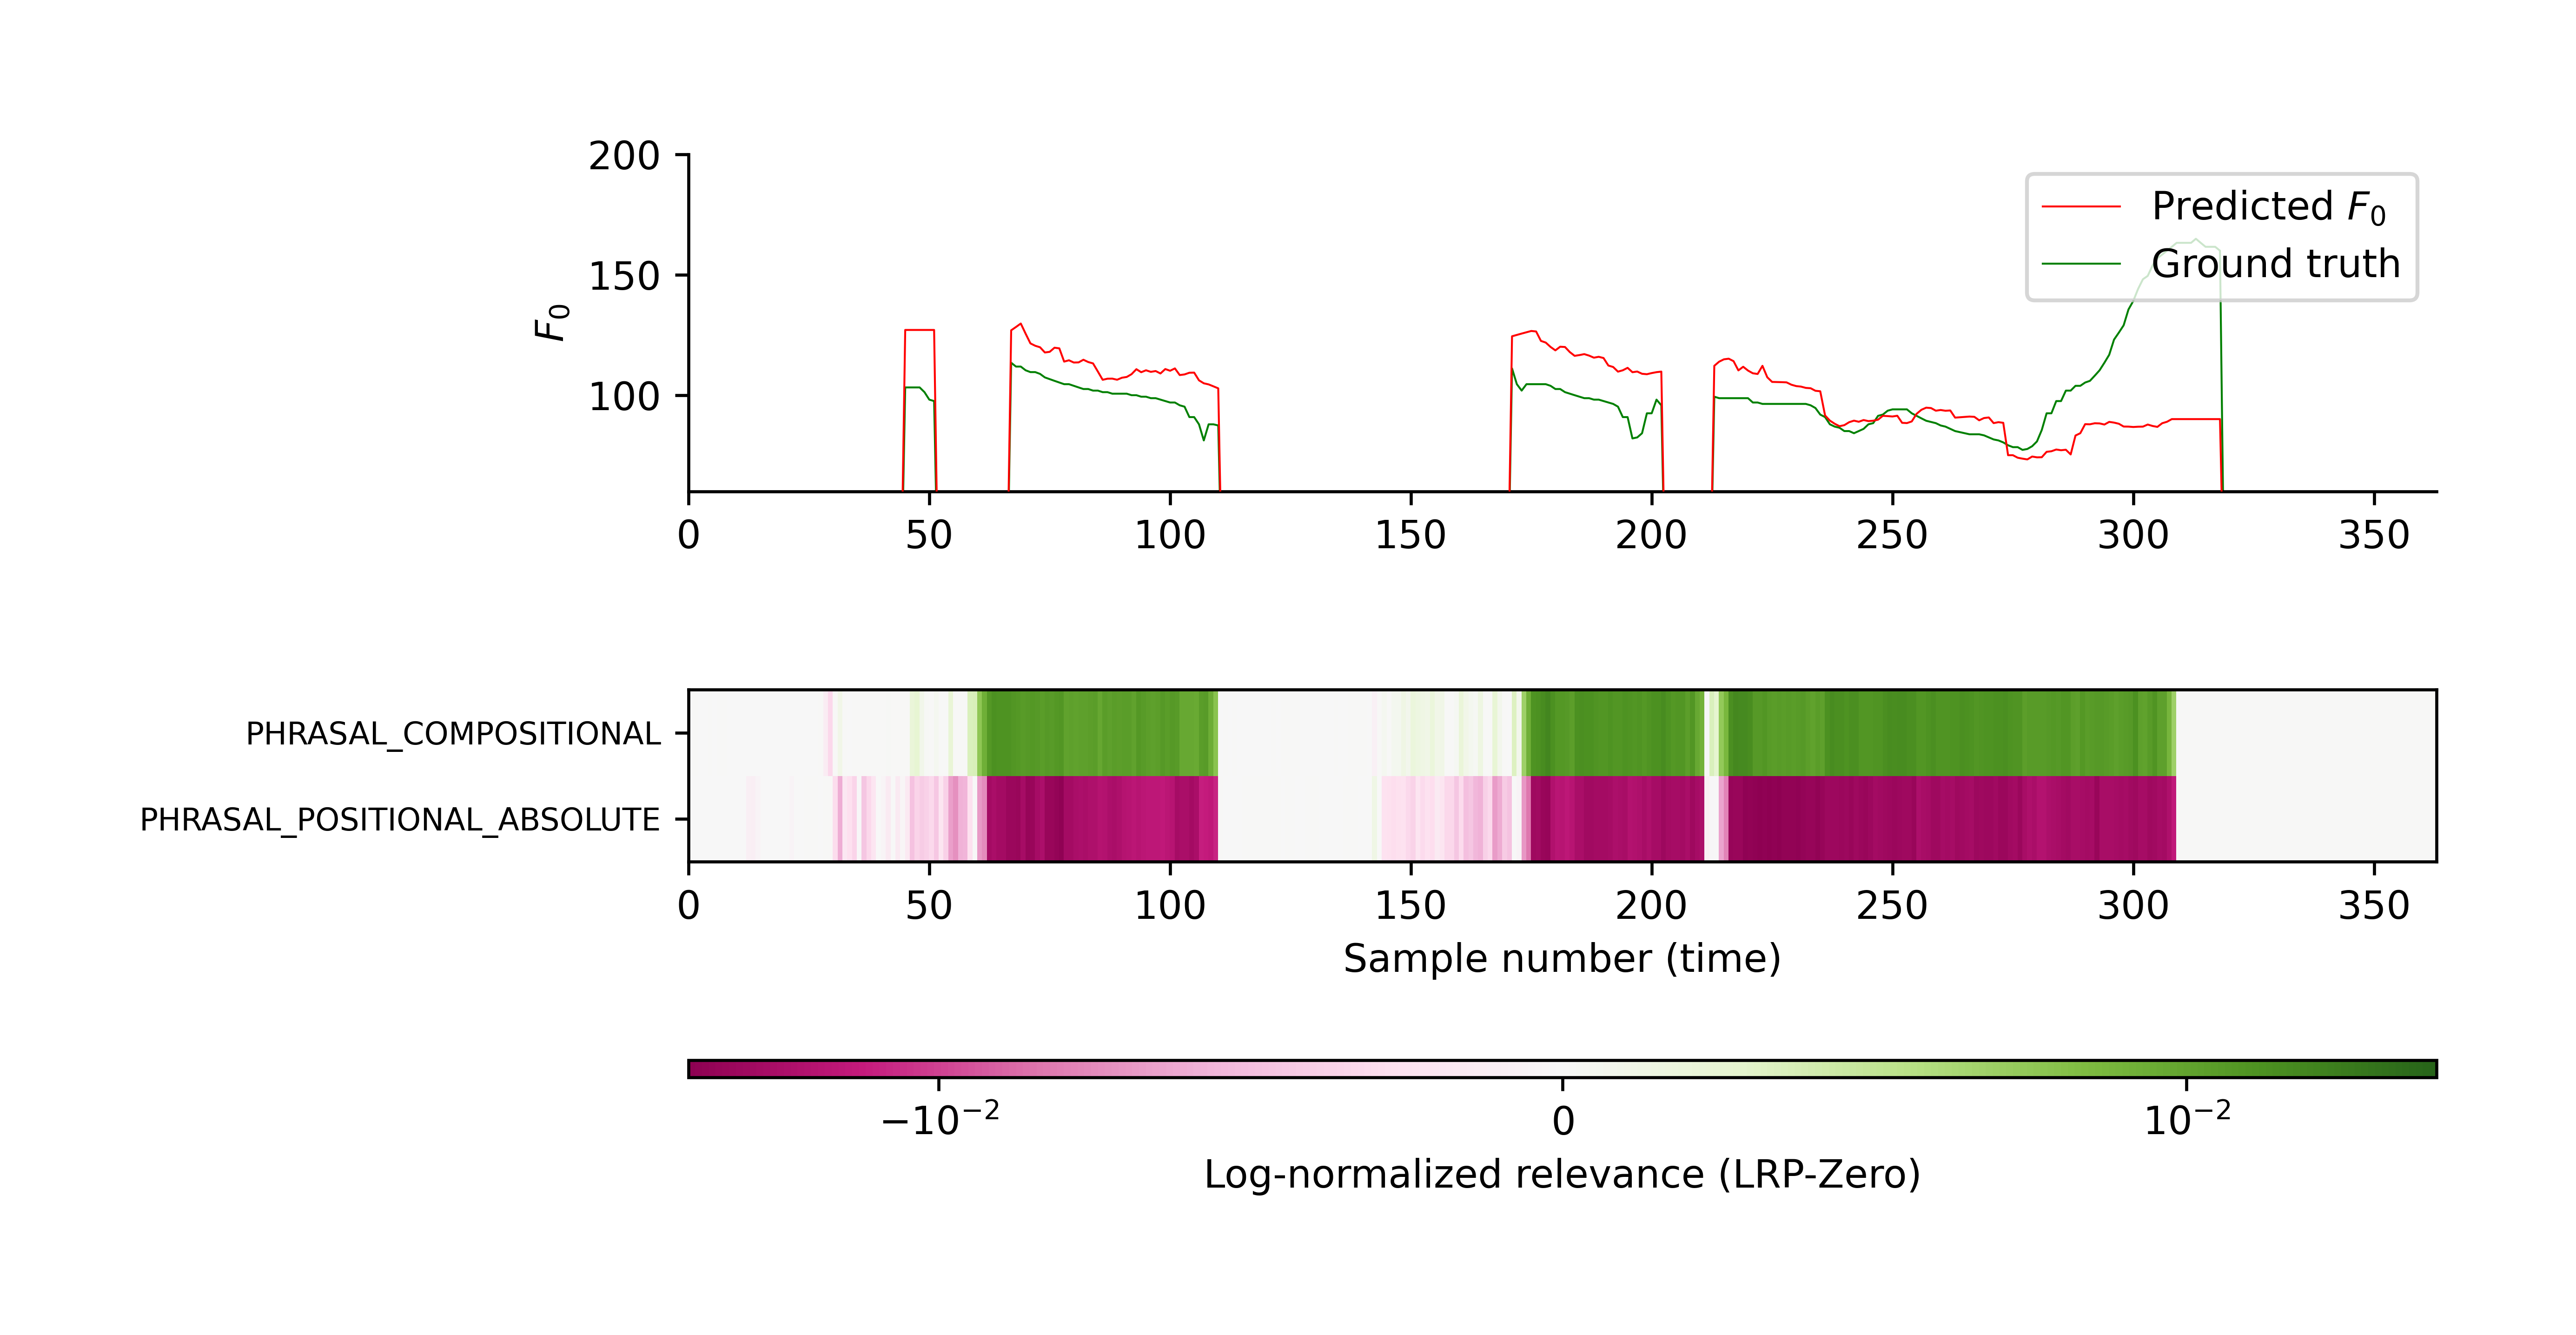 200
150
100
F₀
Predicted F₀
Ground truth
0 50 100 150 200 250 300 350
PHRASAL_COMPOSITIONAL
PHRASAL_POSITIONAL_ABSOLUTE
0 50 100 150 200 250 300 350
Sample number (time)
−10⁻² 0 10⁻²
Log-normalized relevance (LRP-Zero)